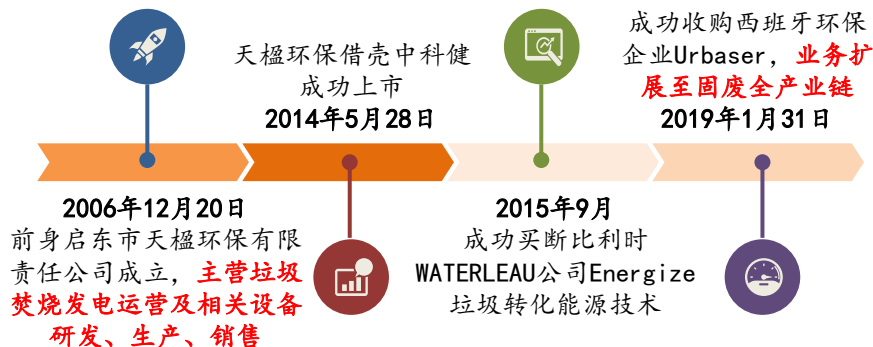 2006年12月20日
前身启东市天楹环保有限
责任公司成立，主营垃圾
焚烧发电运营及相关设备
研发、生产、销售
天楹环保借壳中科健
成功上市
2014年5月28日
2015年9月
成功买断比利时
WATERLEAU公司Energize
垃圾转化能源技术
成功收购西班牙环保
企业Urbaser，业务扩
展至固废全产业链
2019年1月31日